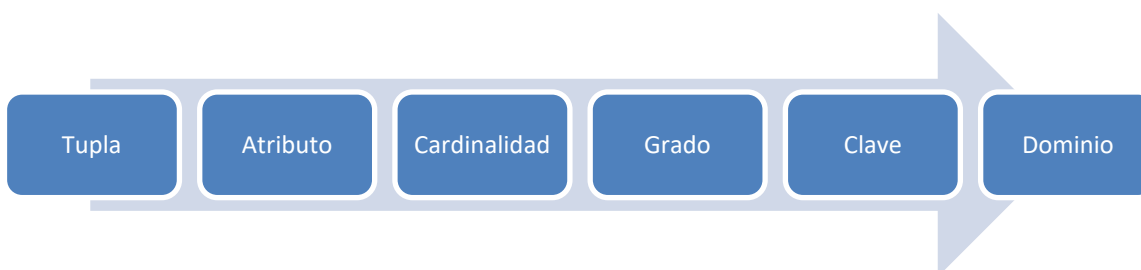 Tupla
Atributo
Cardinalidad
Grado
Clave
Dominio